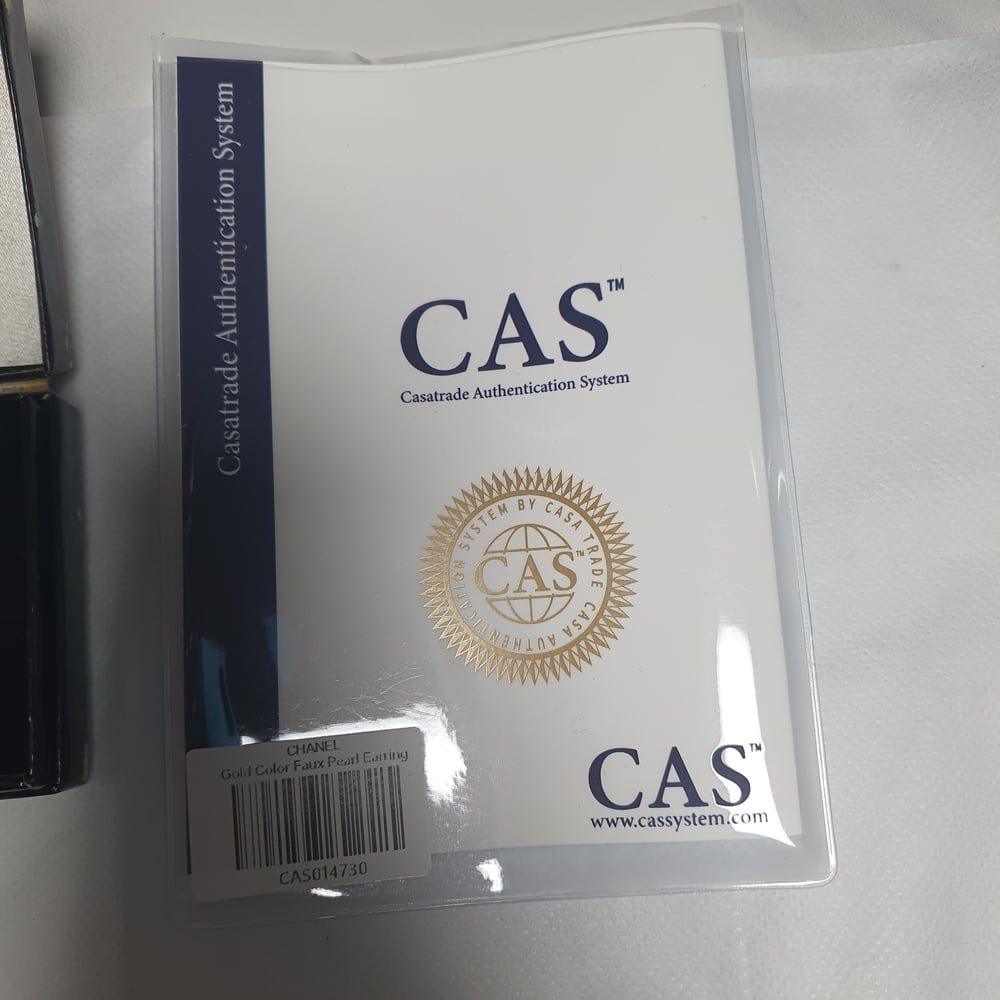 Casatrade Authentication System
CAS™
Casatrade Authentication System
SYSTEM BY CASA TRADE CASA AUTHENTICATION
CAS™
CHANEL
Gold Color Faux Pearl Earring
CAS014730
CAS™
www.cassystem.com